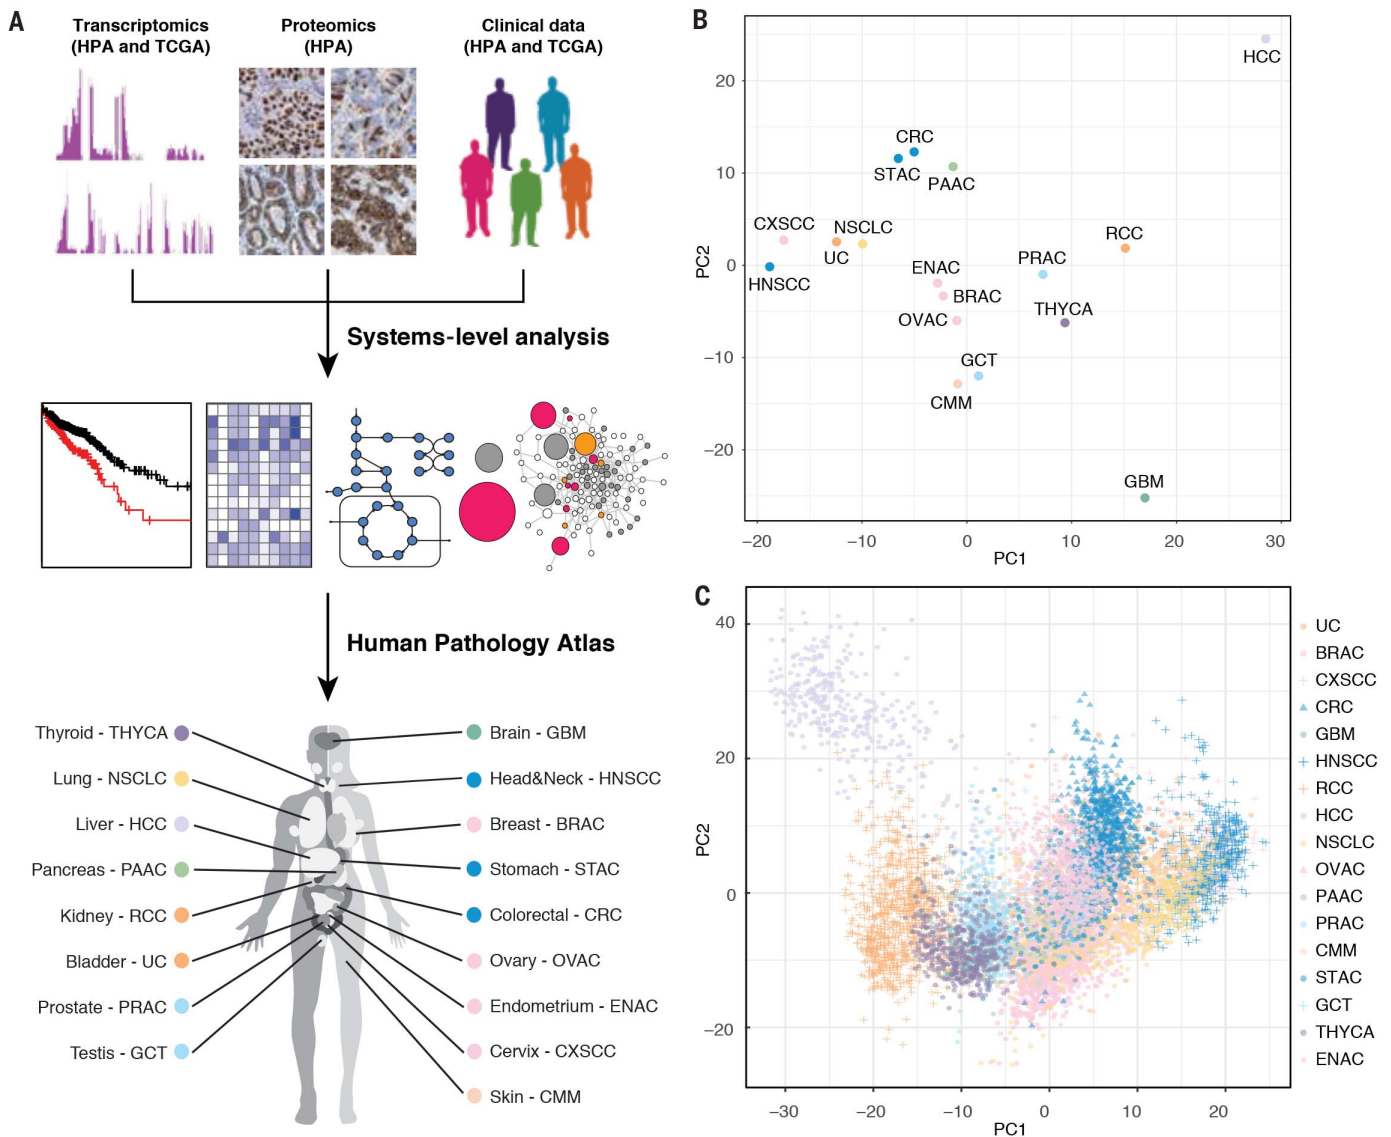 A
Transcriptomics
(HPA and TCGA)
Proteomics
(HPA)
Clinical data
(HPA and TCGA)
Systems-level analysis
Human Pathology Atlas
Thyroid - THYCA
Lung - NSCLC
Liver - HCC
Pancreas - PAAC
Kidney - RCC
Bladder - UC
Prostate - PRAC
Testis - GCT
Brain - GBM
Head&Neck - HNSCC
Breast - BRAC
Stomach - STAC
Colorectal - CRC
Ovary - OVAC
Endometrium - ENAC
Cervix - CXSCC
Skin - CMM
B
PC2
20
10
0
−10
−20
HCC
CRC
STAC
PAAC
CXSCC
NSCLC
UC
RCC
HNSCC
ENAC
PRAC
BRAC
OVAC
THYCA
GCT
CMM
GBM
−20
−10
0
10
20
30
PC1
C
PC2
40
20
0
−20
−30
−20
−10
0
10
20
PC1
UC
BRAC
CXSCC
CRC
GBM
HNSCC
RCC
HCC
NSCLC
OVAC
PAAC
PRAC
CMM
STAC
GCT
THYCA
ENAC